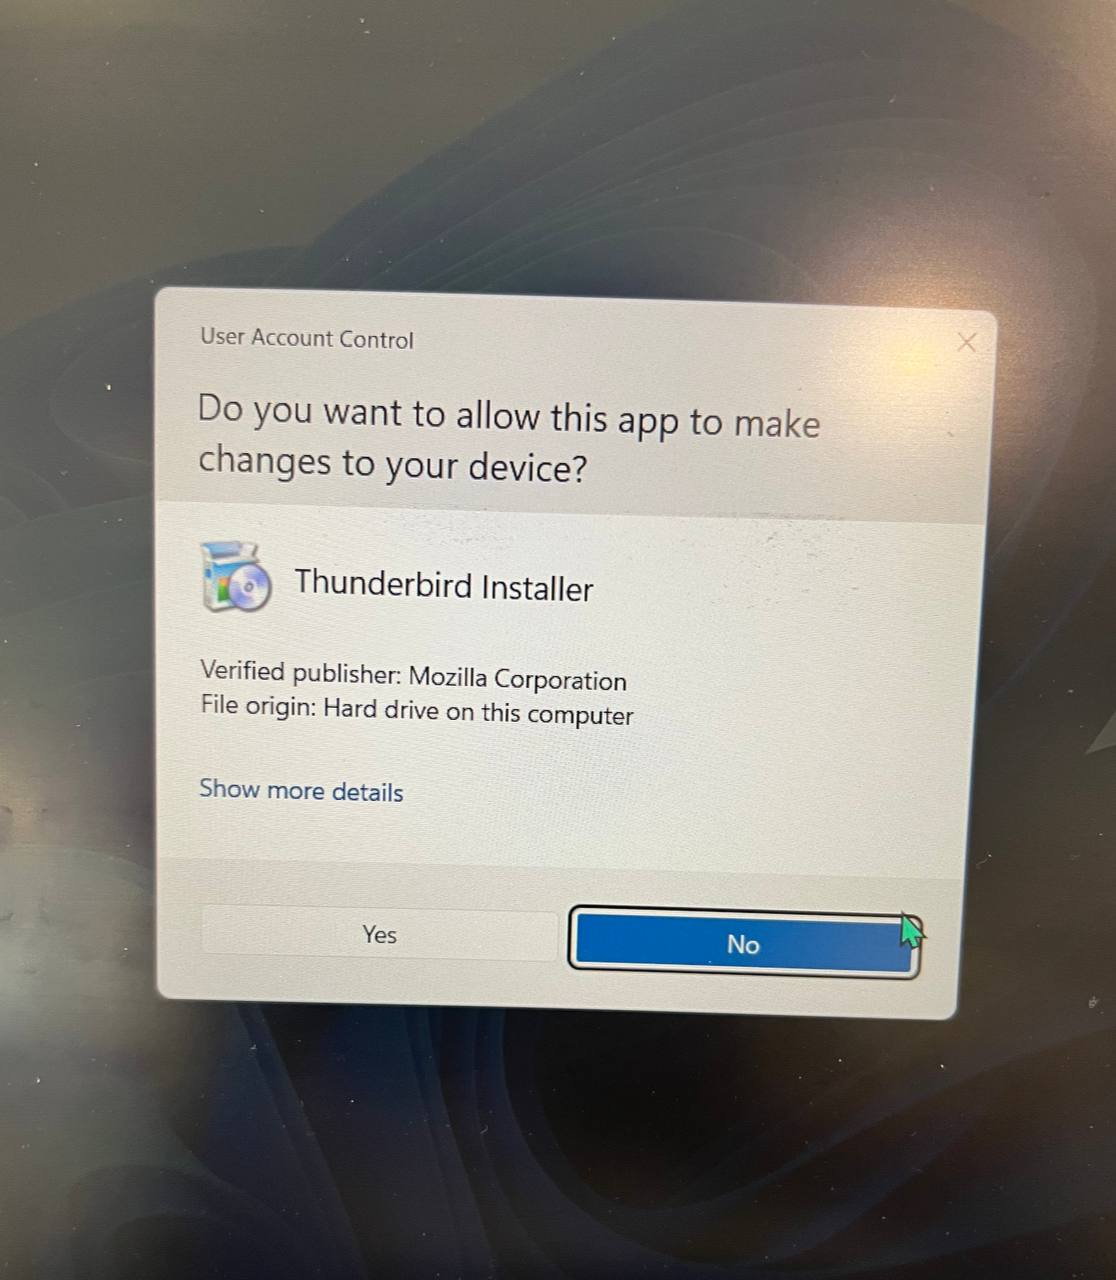 User Account Control
Do you want to allow this app to make
changes to your device?
Thunderbird Installer
Verified publisher: Mozilla Corporation
File origin: Hard drive on this computer
Show more details
Yes
No